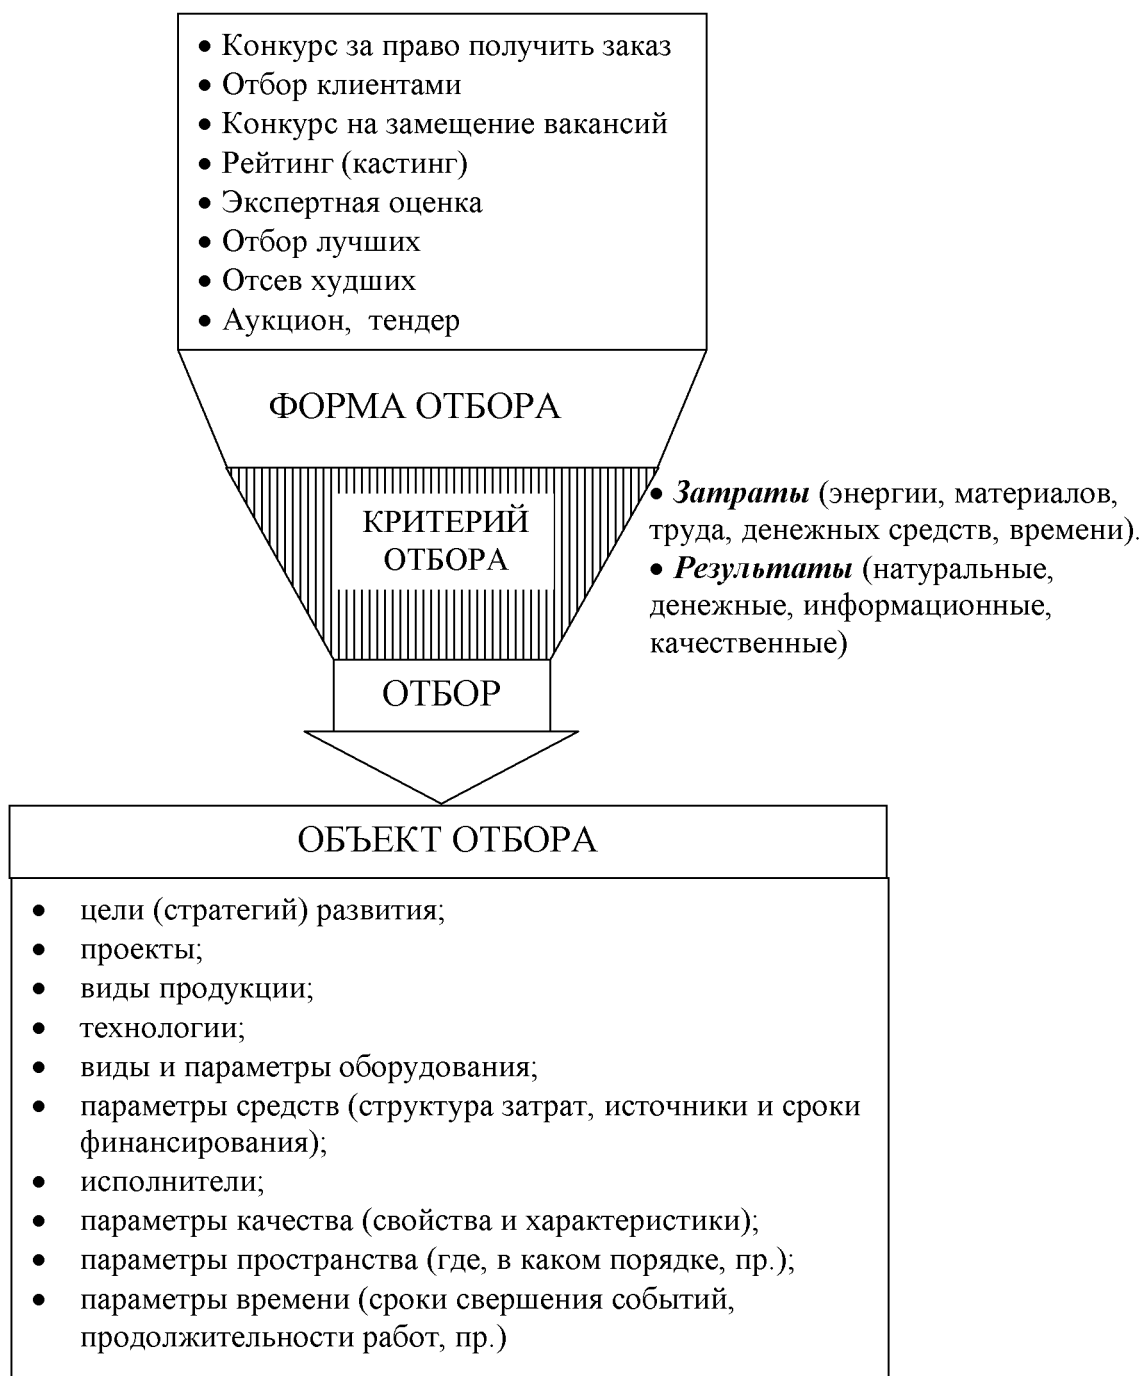 • Конкурс за право получить заказ
• Отбор клиентами
• Конкурс на замещение вакансий
• Рейтинг (кастинг)
• Экспертная оценка
• Отбор лучших
• Отсев худших
• Аукцион, тендер
ФОРМА ОТБОРА
КРИТЕРИЙ
ОТБОРА
• Затраты (энергии, материалов,
труда, денежных средств, времени).
• Результаты (натуральные,
денежные, информационные,
качественные)
ОТБОР
ОБЪЕКТ ОТБОРА
• цели (стратегий) развития;
• проекты;
• виды продукции;
• технологии;
• виды и параметры оборудования;
• параметры средств (структура затрат, источники и сроки
финансирования);
• исполнители;
• параметры качества (свойства и характеристики);
• параметры пространства (где, в каком порядке, пр.);
• параметры времени (сроки свершения событий,
продолжительности работ, пр.)